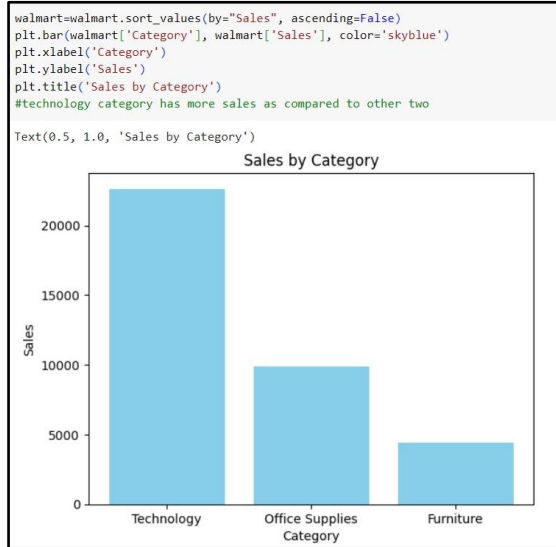 walmart=walmart.sort_values(by="Sales", ascending=False)
plt.bar(walmart['Category'], walmart['Sales'], color='skyblue')
plt.xlabel('Category')
plt.ylabel('Sales')
plt.title('Sales by Category')
#technology category has more sales as compared to other two
Text(0.5, 1.0, 'Sales by Category')
Sales by Category
20000
15000
10000
5000
0
Sales
Technology
Office Supplies
Furniture
Category